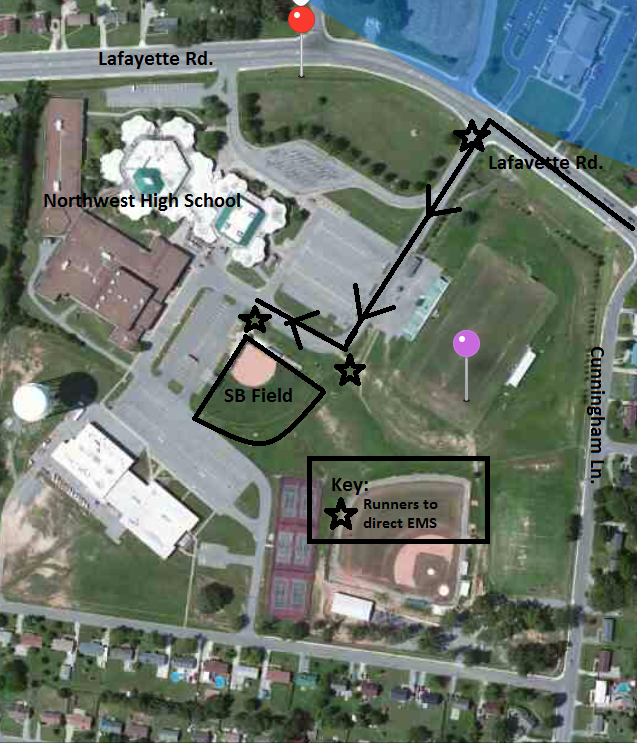 Lafayette Rd.
Lafayette Rd.
Northwest High School
Cunningham Ln.
SB Field
Key:
Runners to
direct EMS